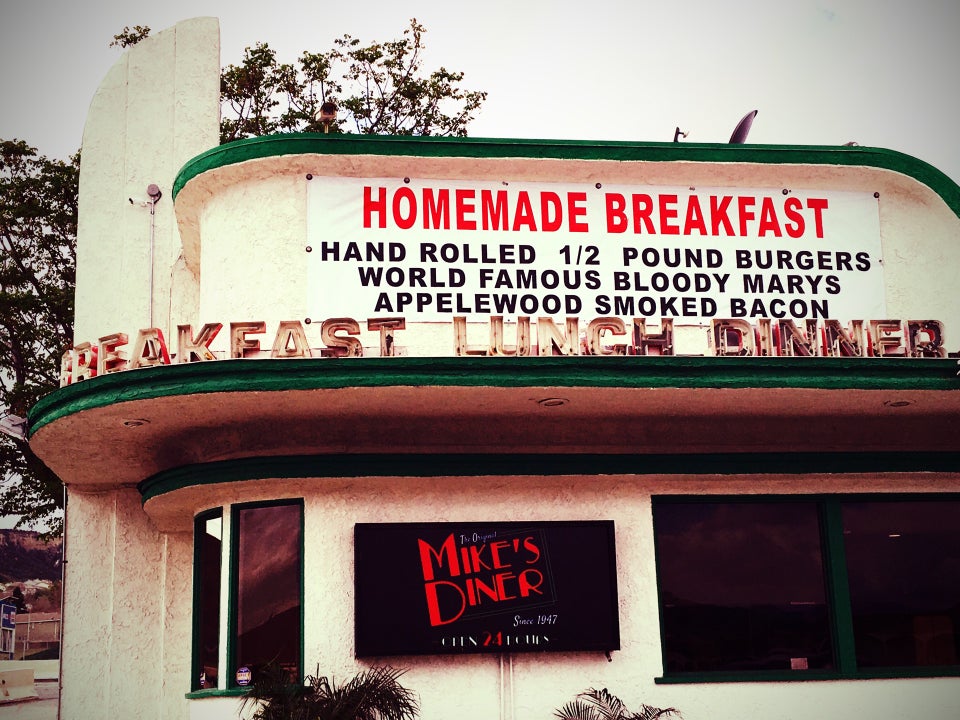 HOMEMADE BREAKFAST
HAND ROLLED 1/2 POUND BURGERS
WORLD FAMOUS BLOODY MARYS
APPELEWOOD SMOKED BACON
BREAKFAST LUNCH DINNER
The Original
MIKE'S
DINER
Since 1947
OPEN 24 HOURS